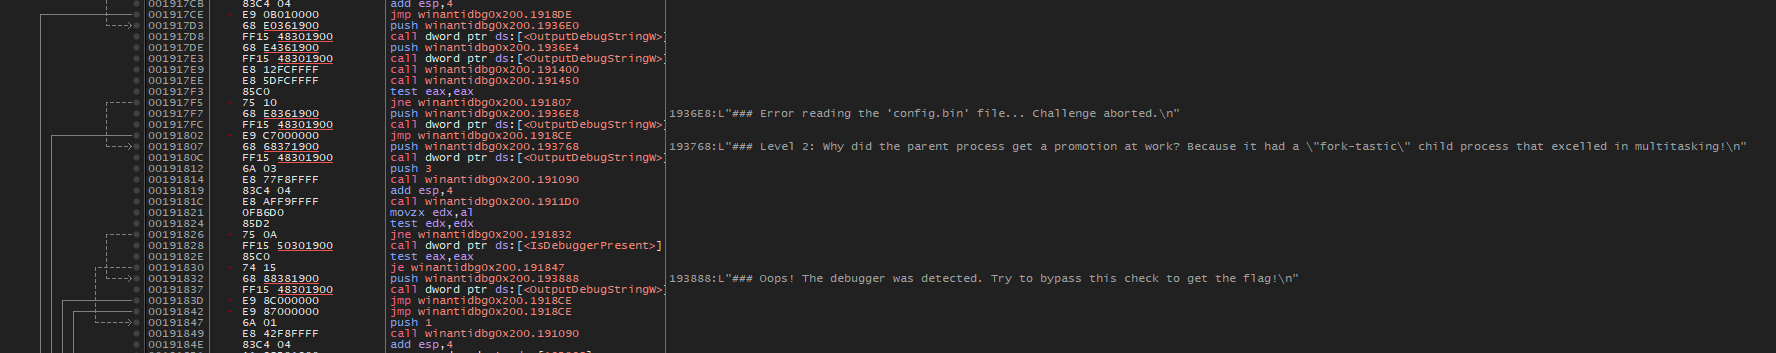 001917CB 83C4 04 add esp,4
001917CE E9 0B010000 jmp winantidbg0x200.1918DE
001917D3 68 E0361900 push winantidbg0x200.1936E0
001917D8 FF15 48301900 call dword ptr ds:[<OutputDebugStringW>]
001917DE 68 E4361900 push winantidbg0x200.1936E4
001917E3 FF15 48301900 call dword ptr ds:[<OutputDebugStringW>]
001917E9 E8 12FCFFFF call winantidbg0x200.191400
001917EE E8 5DFCFFFF call winantidbg0x200.191450
001917F3 85C0 test eax,eax
001917F5 75 10 jne winantidbg0x200.191807
001917F7 68 E8361900 push winantidbg0x200.1936E8 1936E8:L"### Error reading the 'config.bin' file... Challenge aborted.\n"
001917FC FF15 48301900 call dword ptr ds:[<OutputDebugStringW>]
00191802 E9 C7000000 jmp winantidbg0x200.1918CE
00191807 68 68371900 push winantidbg0x200.193768 193768:L"### Level 2: Why did the parent process get a promotion at work? Because it had a \"fork-tastic\" child process that excelled in multitasking!\n"
0019180C FF15 48301900 call dword ptr ds:[<OutputDebugStringW>]
00191812 6A 03 push 3
00191814 E8 77F8FFFF call winantidbg0x200.191090
00191819 83C4 04 add esp,4
0019181C E8 AFF9FFFF call winantidbg0x200.1911D0
00191821 0FB6D0 movzx edx,al
00191824 85D2 test edx,edx
00191826 75 0A jne winantidbg0x200.191832
00191828 FF15 50301900 call dword ptr ds:[<IsDebuggerPresent>]
0019182E 85C0 test eax,eax
00191830 74 15 je winantidbg0x200.191847
00191832 68 88381900 push winantidbg0x200.193888 193888:L"### Oops! The debugger was detected. Try to bypass this check to get the flag!\n"
00191837 FF15 48301900 call dword ptr ds:[<OutputDebugStringW>]
0019183D E9 8C000000 jmp winantidbg0x200.1918CE
00191842 E9 87000000 jmp winantidbg0x200.1918CE
00191847 6A 01 push 1
00191849 E8 42F8FFFF call winantidbg0x200.191090
0019184E 83C4 04 add esp,4